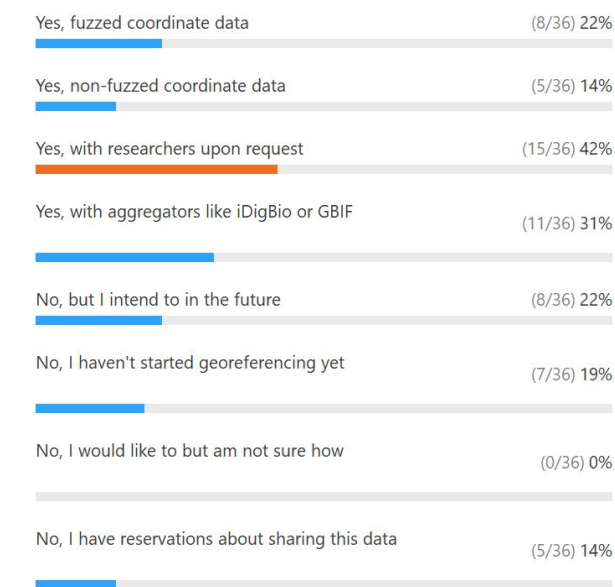 Yes, fuzzed coordinate data (8/36) 22%
Yes, non-fuzzed coordinate data (5/36) 14%
Yes, with researchers upon request (15/36) 42%
Yes, with aggregators like iDigBio or GBIF (11/36) 31%
No, but I intend to in the future (8/36) 22%
No, I haven't started georeferencing yet (7/36) 19%
No, I would like to but am not sure how (0/36) 0%
No, I have reservations about sharing this data (5/36) 14%